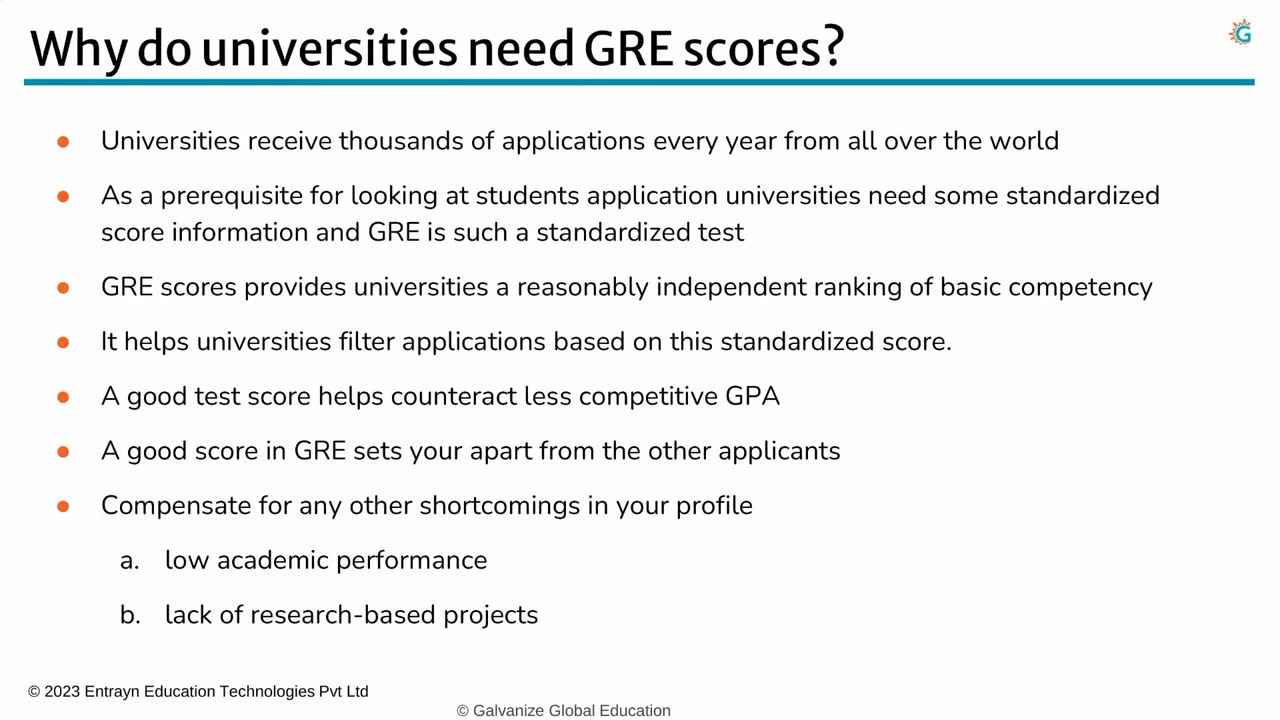 Why do universities need GRE scores?
G
● Universities receive thousands of applications every year from all over the world
● As a prerequisite for looking at students application universities need some standardized
score information and GRE is such a standardized test
● GRE scores provides universities a reasonably independent ranking of basic competency
● It helps universities filter applications based on this standardized score.
● A good test score helps counteract less competitive GPA
● A good score in GRE sets your apart from the other applicants
● Compensate for any other shortcomings in your profile
a. low academic performance
b. lack of research-based projects
© 2023 Entrayn Education Technologies Pvt Ltd
© Galvanize Global Education